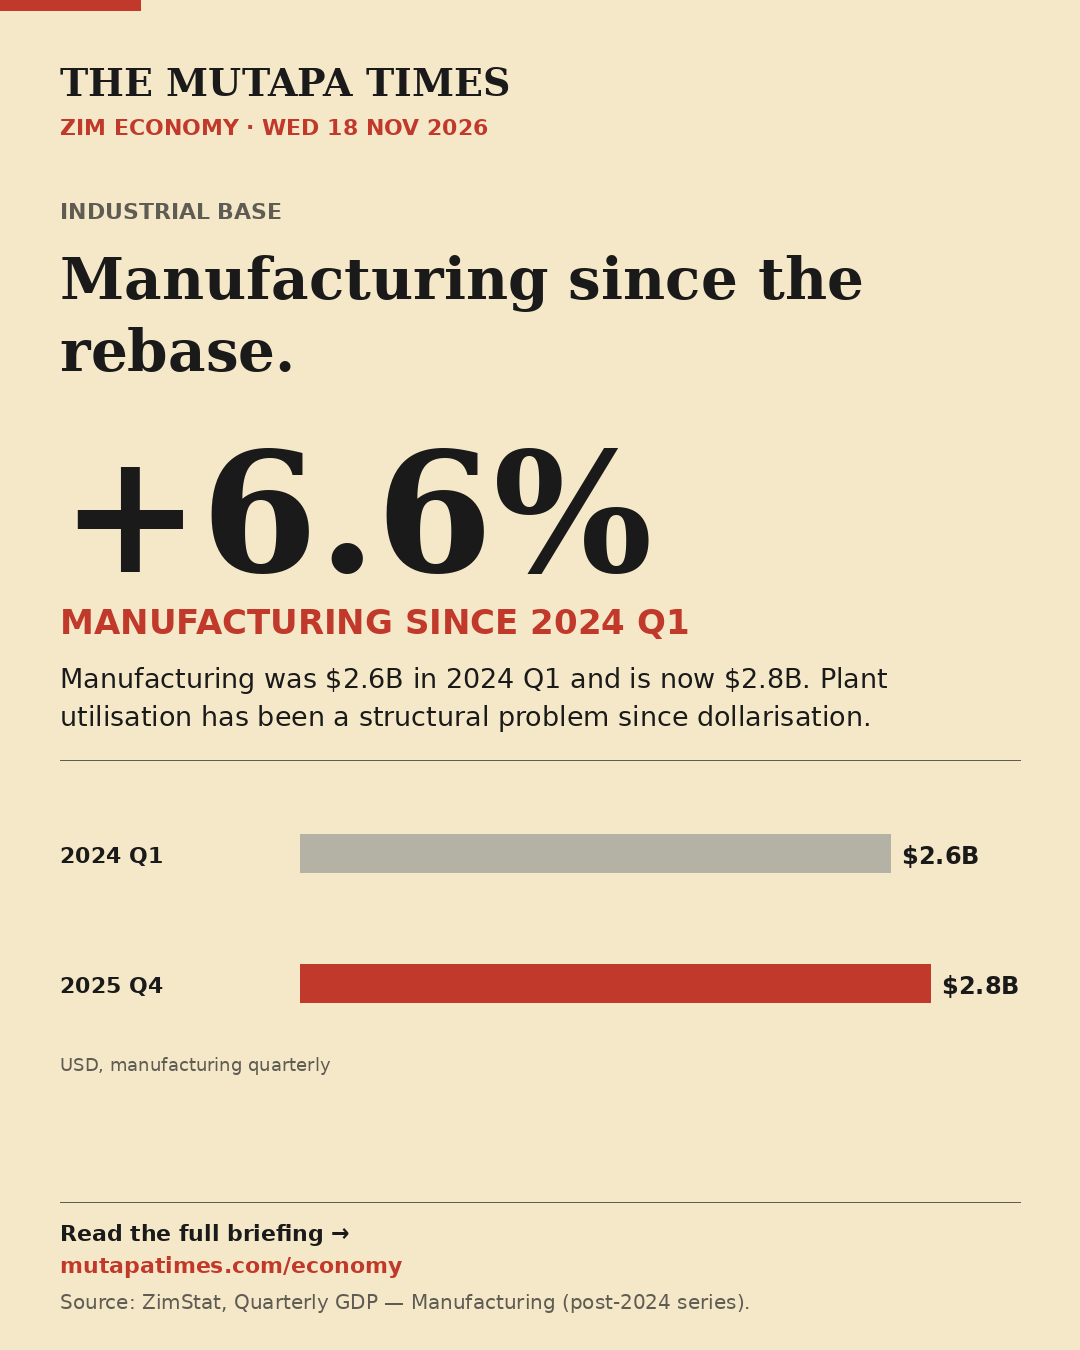 THE MUTAPA TIMES
ZIM ECONOMY · WED 18 NOV 2026
INDUSTRIAL BASE
Manufacturing since the
rebase.
+6.6%
MANUFACTURING SINCE 2024 Q1
Manufacturing was $2.6B in 2024 Q1 and is now $2.8B. Plant
utilisation has been a structural problem since dollarisation.
2024 Q1 $2.6B
2025 Q4 $2.8B
USD, manufacturing quarterly
Read the full briefing →
mutapatimes.com/economy
Source: ZimStat, Quarterly GDP — Manufacturing (post-2024 series).